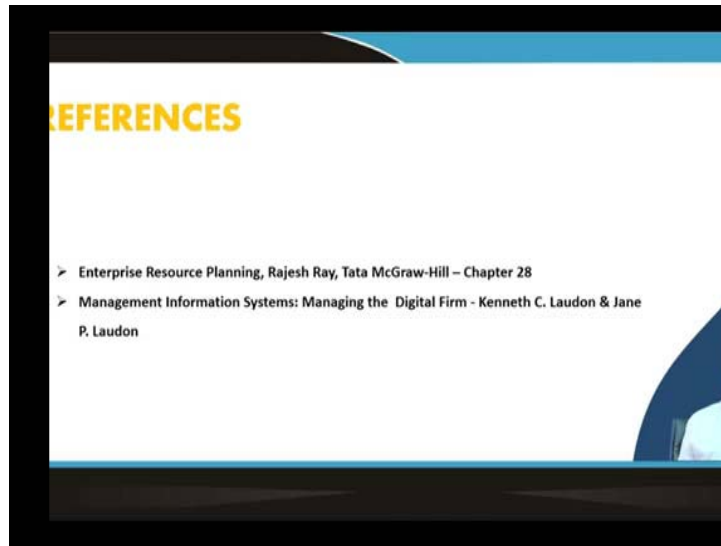 REFERENCES
➢ Enterprise Resource Planning, Rajesh Ray, Tata McGraw-Hill – Chapter 28
➢ Management Information Systems: Managing the Digital Firm - Kenneth C. Laudon & Jane
P. Laudon